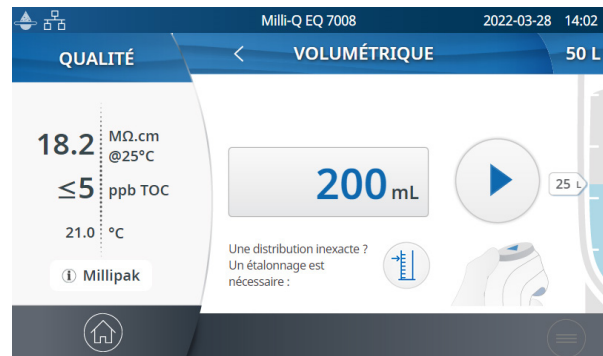 Milli-Q EQ 7008
2022-03-28 14:02
QUALITÉ
VOLUMÉTRIQUE
50 L
18.2 MΩ.cm
@25°C
≤5 ppb TOC
21.0 °C
Millipak
200 mL
25 L
Une distribution inexacte ?
Un étalonnage est
nécessaire :